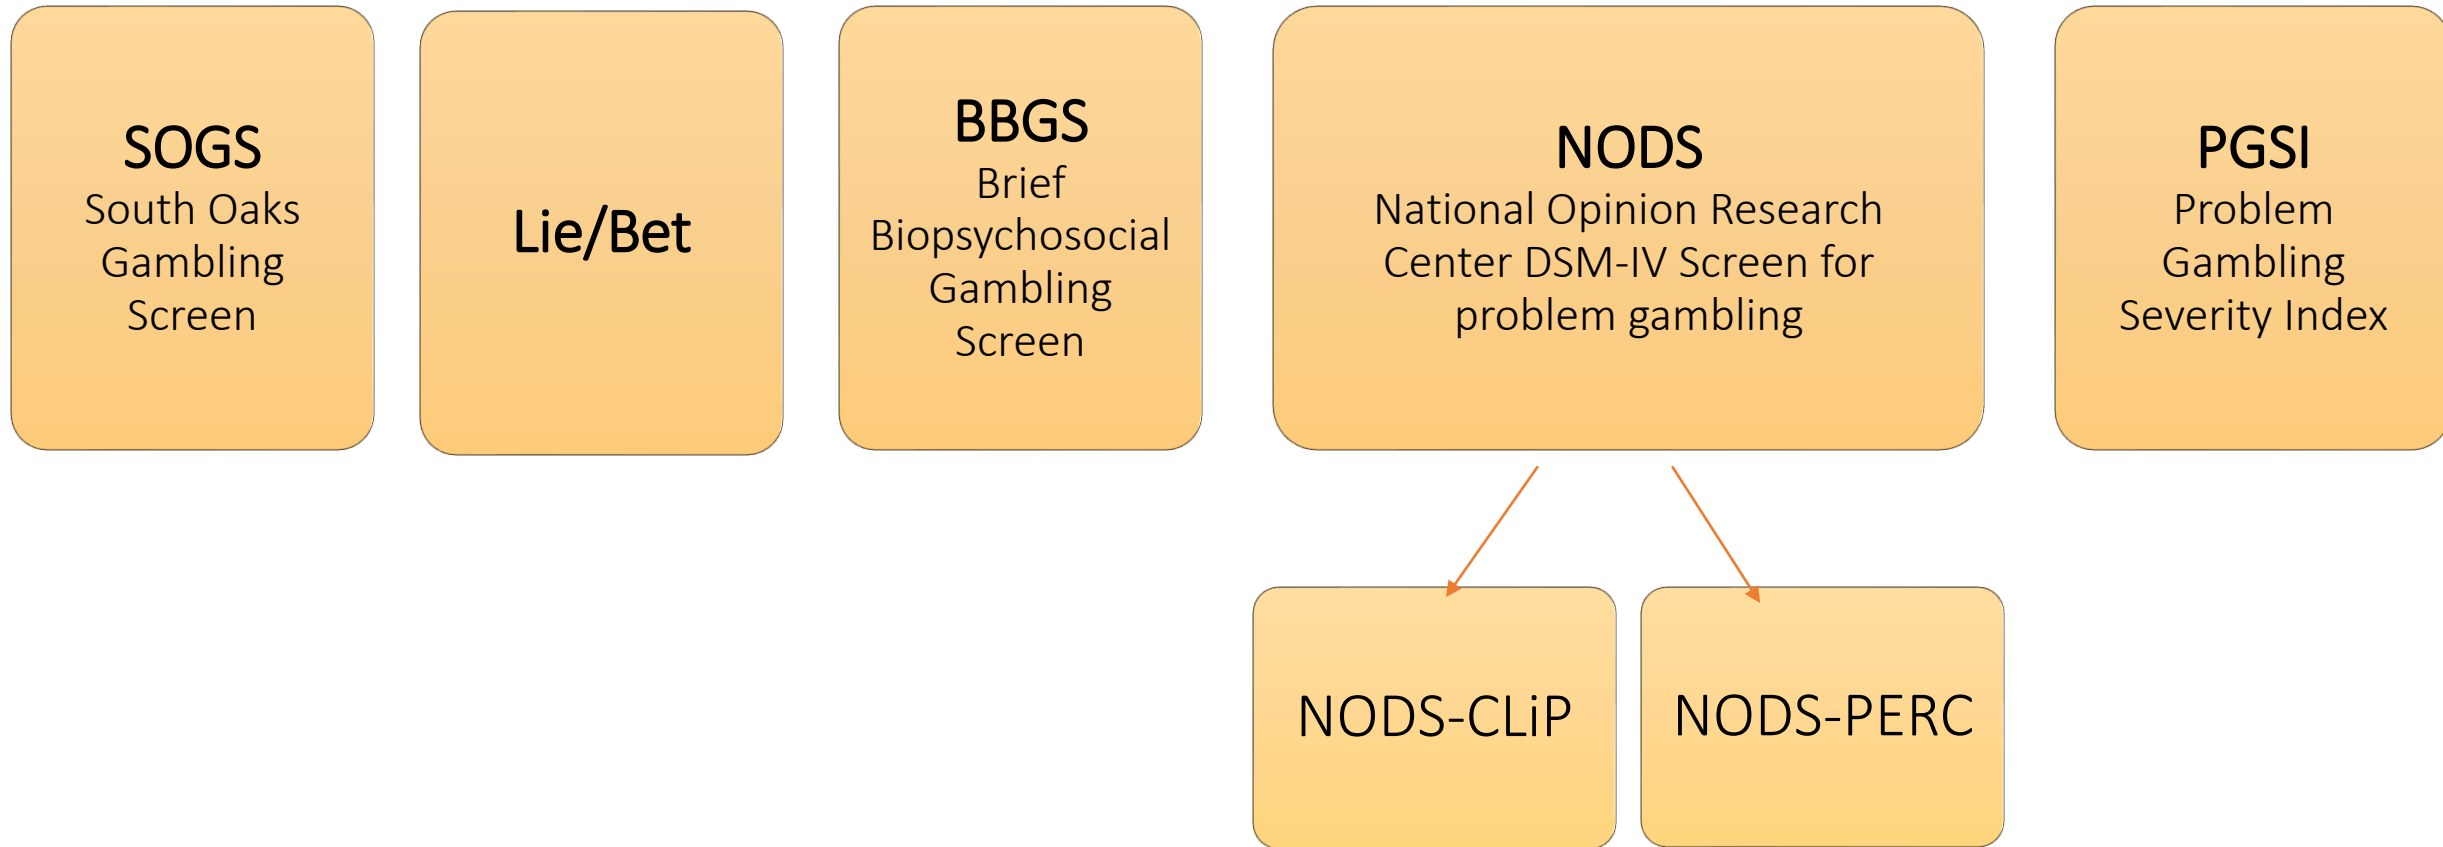 SOGS
South Oaks
Gambling
Screen
Lie/Bet
BBGS
Brief
Biopsychosocial
Gambling
Screen
NODS
National Opinion Research
Center DSM-IV Screen for
problem gambling
PGSI
Problem
Gambling
Severity Index
NODS-CLiP
NODS-PERC